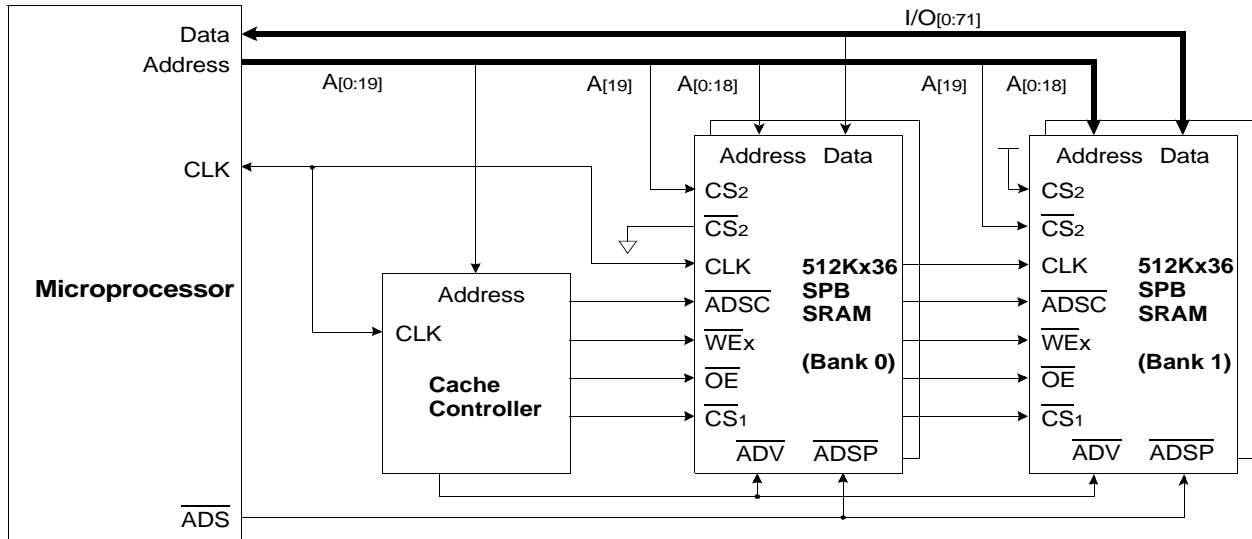 I/O[0:71]
Data
Address
A[0:19]
A[19]
A[0:18]
A[19]
A[0:18]
CLK
Microprocessor
ADS
Address
CLK
Cache
Controller
Address Data
CS2
CS2
CLK
ADSC
WEx
OE
CS1
ADV ADSP
512Kx36
SPB
SRAM
(Bank 0)
Address Data
CS2
CS2
CLK
ADSC
WEx
OE
CS1
ADV ADSP
512Kx36
SPB
SRAM
(Bank 1)